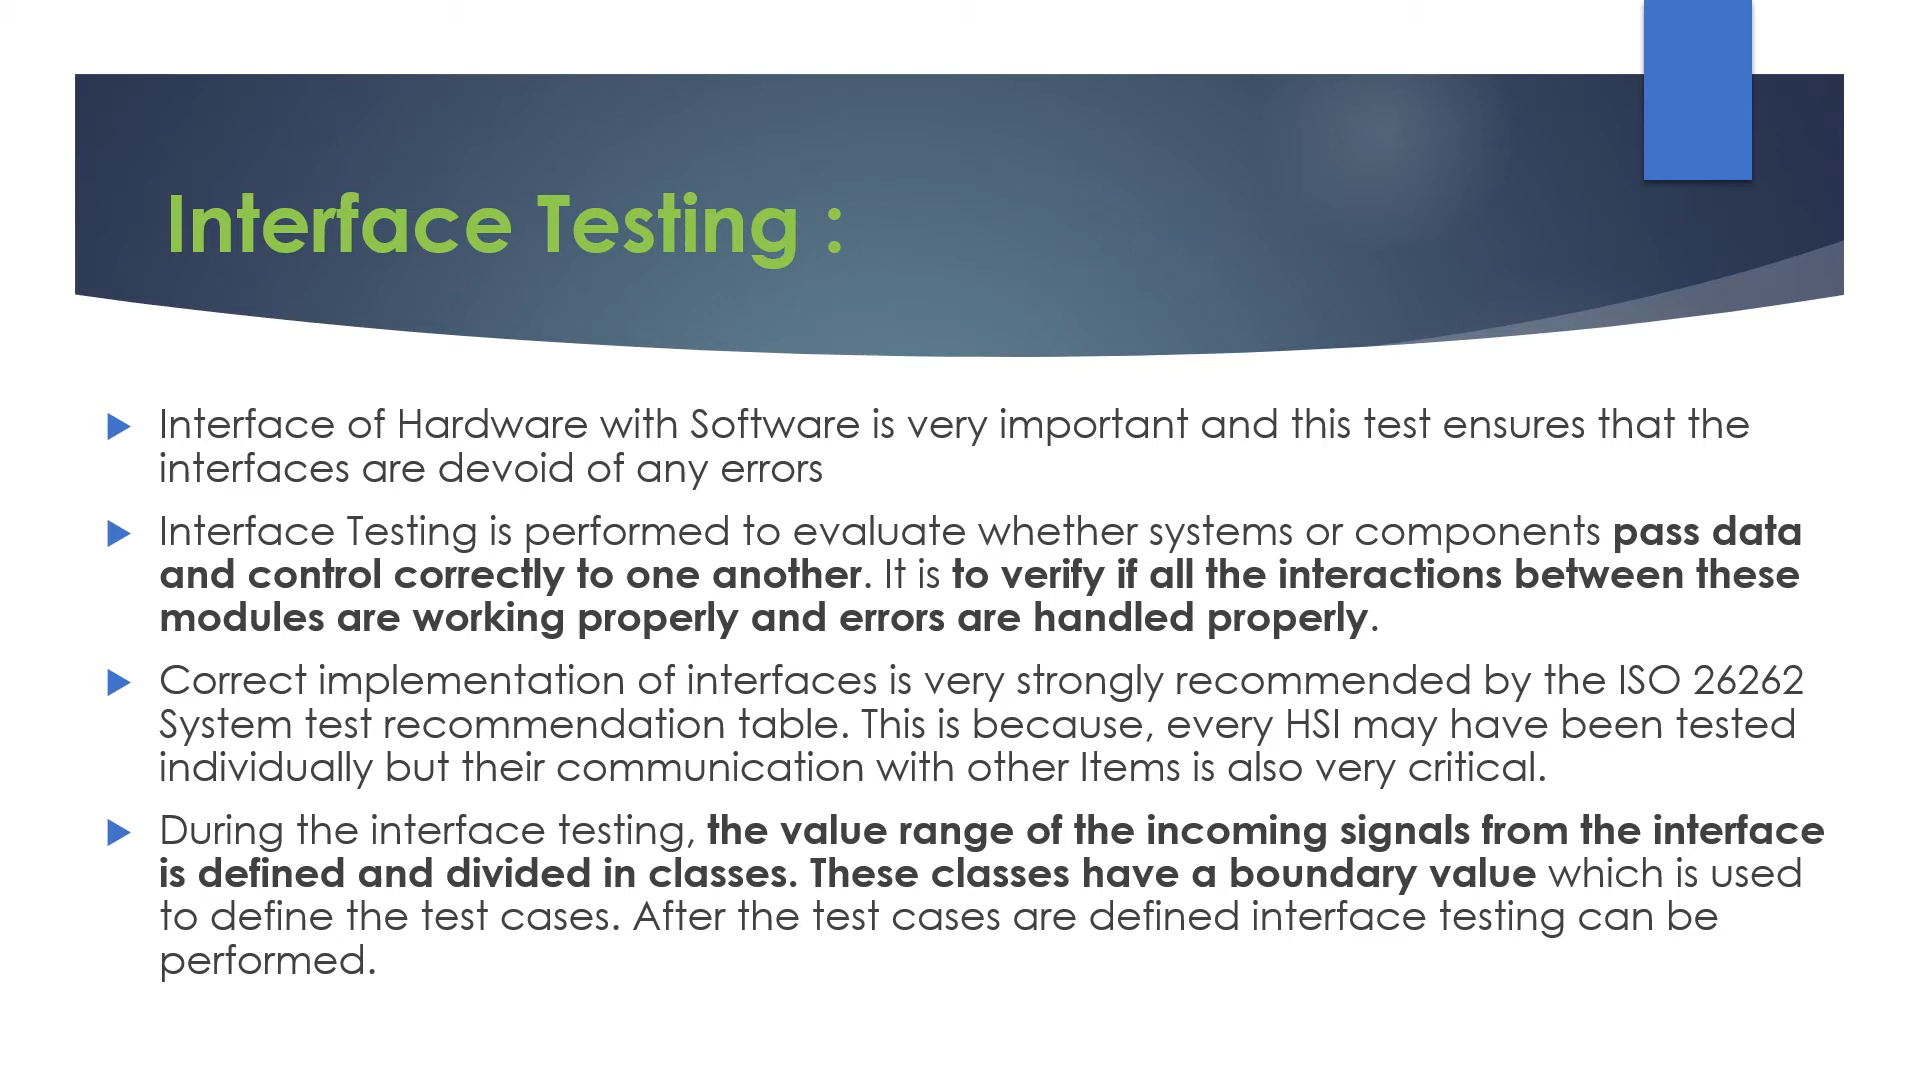 Interface Testing :
Interface of Hardware with Software is very important and this test ensures that the
interfaces are devoid of any errors
Interface Testing is performed to evaluate whether systems or components pass data
and control correctly to one another. It is to verify if all the interactions between these
modules are working properly and errors are handled properly.
Correct implementation of interfaces is very strongly recommended by the ISO 26262
System test recommendation table. This is because, every HSI may have been tested
individually but their communication with other Items is also very critical.
During the interface testing, the value range of the incoming signals from the interface
is defined and divided in classes. These classes have a boundary value which is used
to define the test cases. After the test cases are defined interface testing can be
performed.